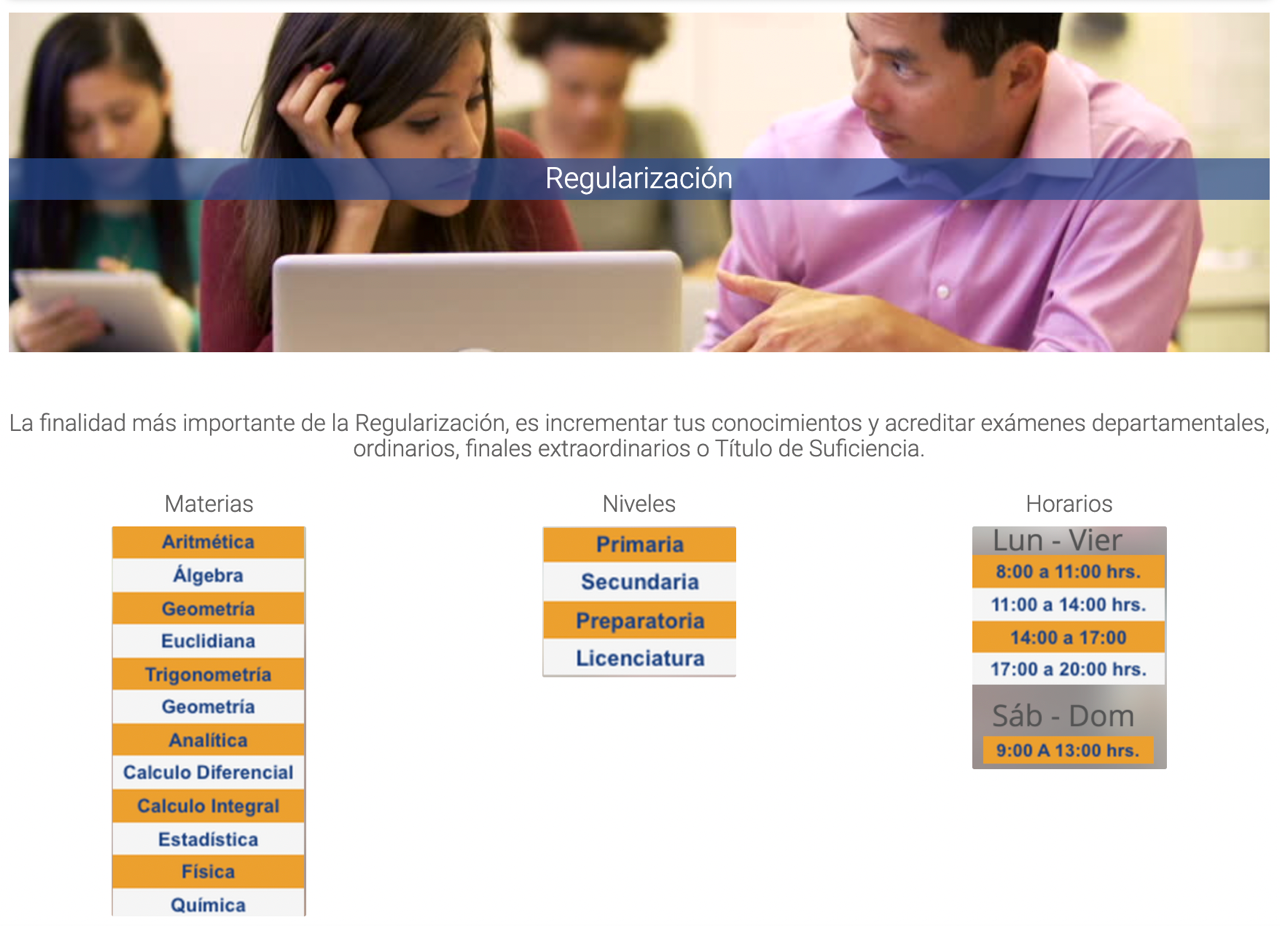 Regularización
La finalidad más importante de la Regularización, es incrementar tus conocimientos y acreditar exámenes departamentales,
ordinarios, finales extraordinarios o Título de Suficiencia.
Materias
Aritmética
Álgebra
Geometría
Euclidiana
Trigonometría
Geometría
Analítica
Calculo Diferencial
Calculo Integral
Estadística
Física
Química
Niveles
Primaria
Secundaria
Preparatoria
Licenciatura
Horarios
Lun - Vier
8:00 a 11:00 hrs.
11:00 a 14:00 hrs.
14:00 a 17:00
17:00 a 20:00 hrs.
Sáb - Dom
9:00 A 13:00 hrs.